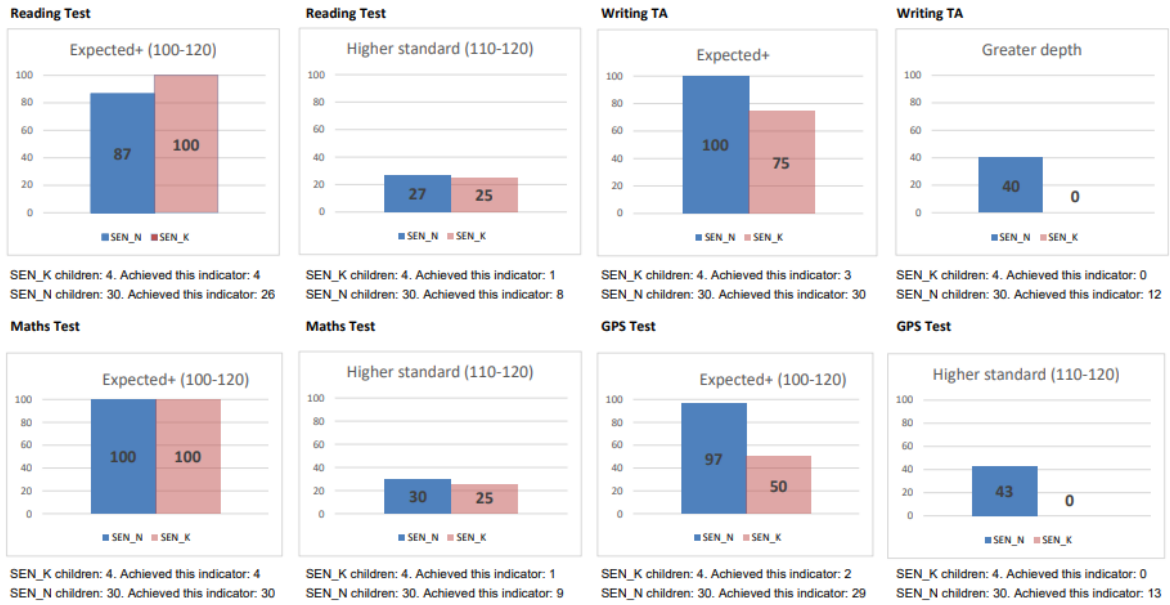 Reading Test
Expected+ (100-120)
100
80
60
40
20
0
87
100
SEN_N SEN_K
SEN_K children: 4. Achieved this indicator: 4
SEN_N children: 30. Achieved this indicator: 26
Reading Test
Higher standard (110-120)
100
80
60
40
20
0
27
25
SEN_N SEN_K
SEN_K children: 4. Achieved this indicator: 1
SEN_N children: 30. Achieved this indicator: 8
Writing TA
Expected+
100
80
60
40
20
0
100
75
SEN_N SEN_K
SEN_K children: 4. Achieved this indicator: 3
SEN_N children: 30. Achieved this indicator: 30
Writing TA
Greater depth
100
80
60
40
20
0
40
0
SEN_N SEN_K
SEN_K children: 4. Achieved this indicator: 0
SEN_N children: 30. Achieved this indicator: 12
Maths Test
Expected+ (100-120)
100
80
60
40
20
0
100
100
SEN_N SEN_K
SEN_K children: 4. Achieved this indicator: 4
SEN_N children: 30. Achieved this indicator: 30
Maths Test
Higher standard (110-120)
100
80
60
40
20
0
30
25
SEN_N SEN_K
SEN_K children: 4. Achieved this indicator: 1
SEN_N children: 30. Achieved this indicator: 9
GPS Test
Expected+ (100-120)
100
80
60
40
20
0
97
50
SEN_N SEN_K
SEN_K children: 4. Achieved this indicator: 2
SEN_N children: 30. Achieved this indicator: 29
GPS Test
Higher standard (110-120)
100
80
60
40
20
0
43
0
SEN_N SEN_K
SEN_K children: 4. Achieved this indicator: 0
SEN_N children: 30. Achieved this indicator: 13